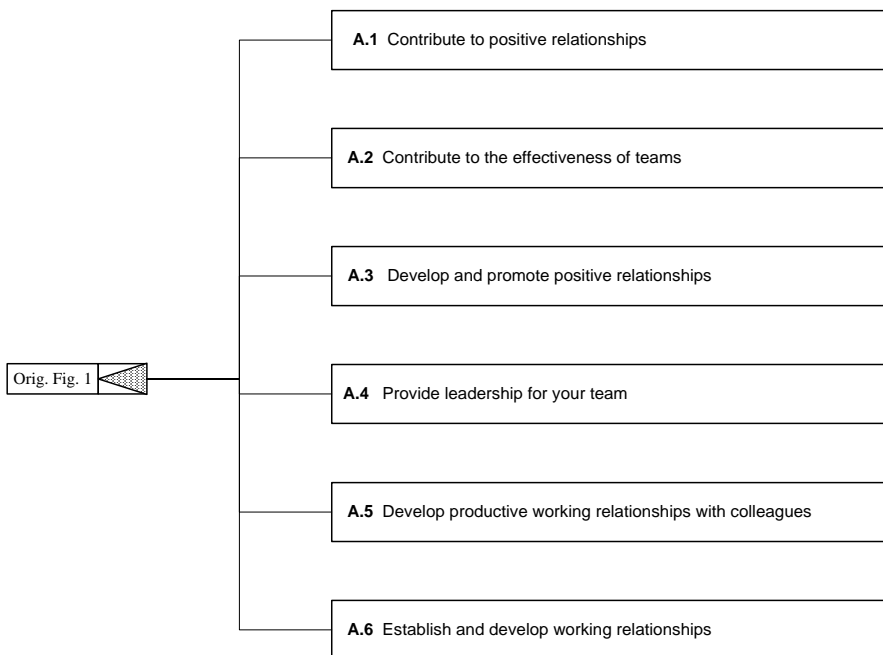 A.1 Contribute to positive relationships
A.2 Contribute to the effectiveness of teams
A.3 Develop and promote positive relationships
Orig. Fig. 1
A.4 Provide leadership for your team
A.5 Develop productive working relationships with colleagues
A.6 Establish and develop working relationships